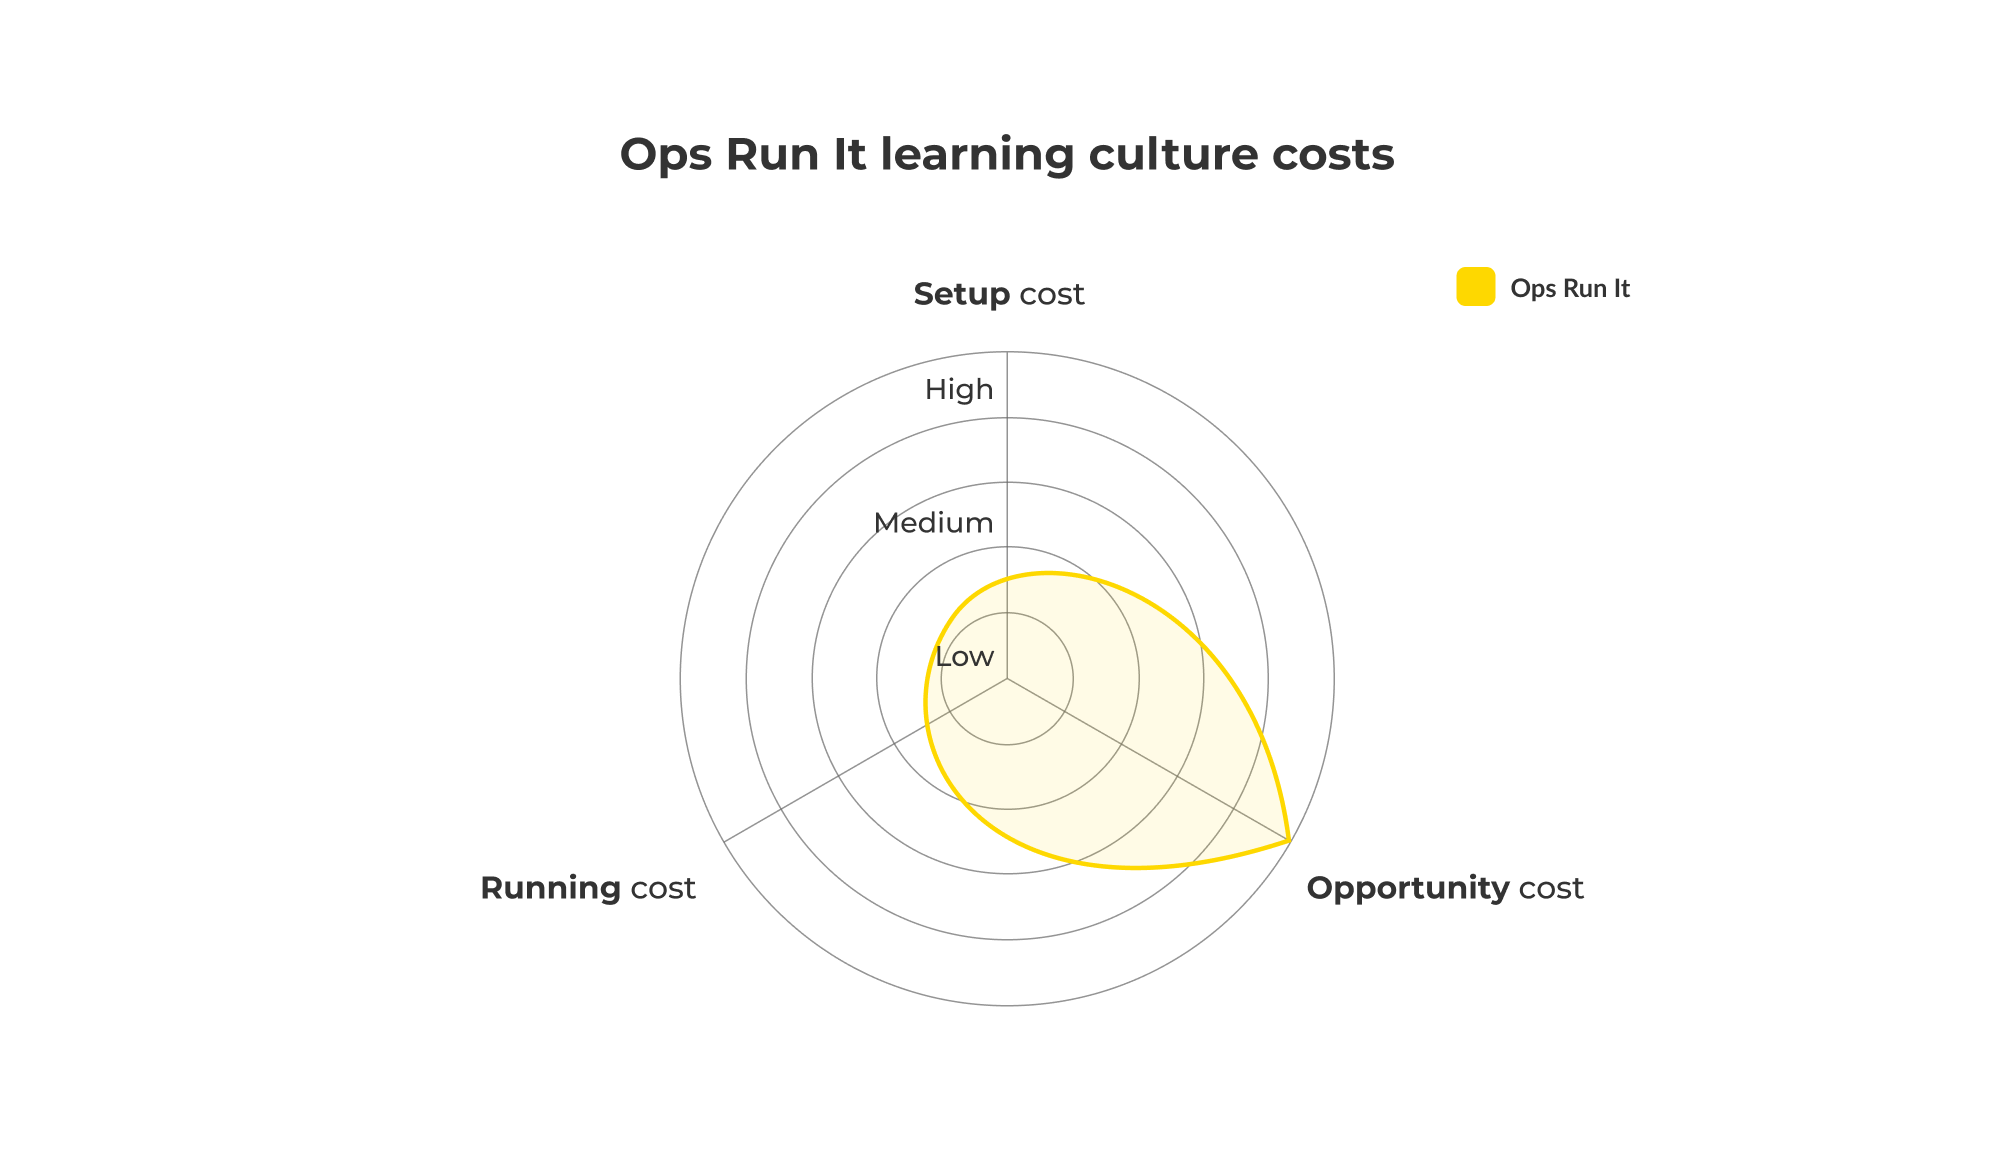 Ops Run It learning culture costs
Setup cost
Ops Run It
High
Medium
Low
Running cost
Opportunity cost